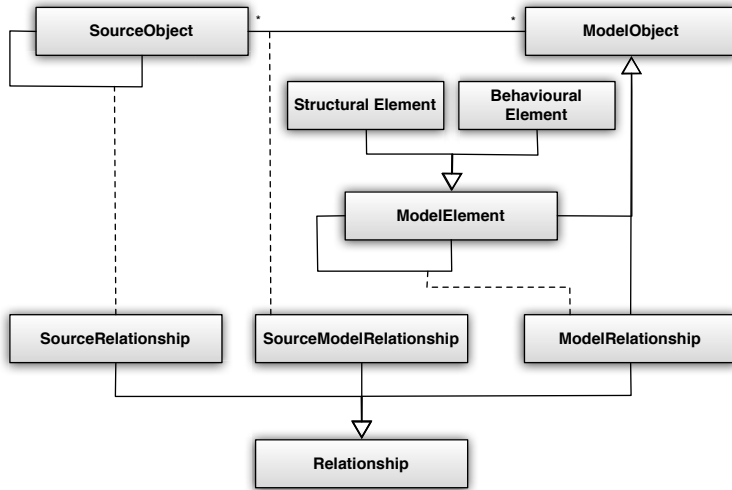 SourceObject
*
*
ModelObject
Structural Element
Behavioural
Element
ModelElement
SourceRelationship
SourceModelRelationship
ModelRelationship
Relationship